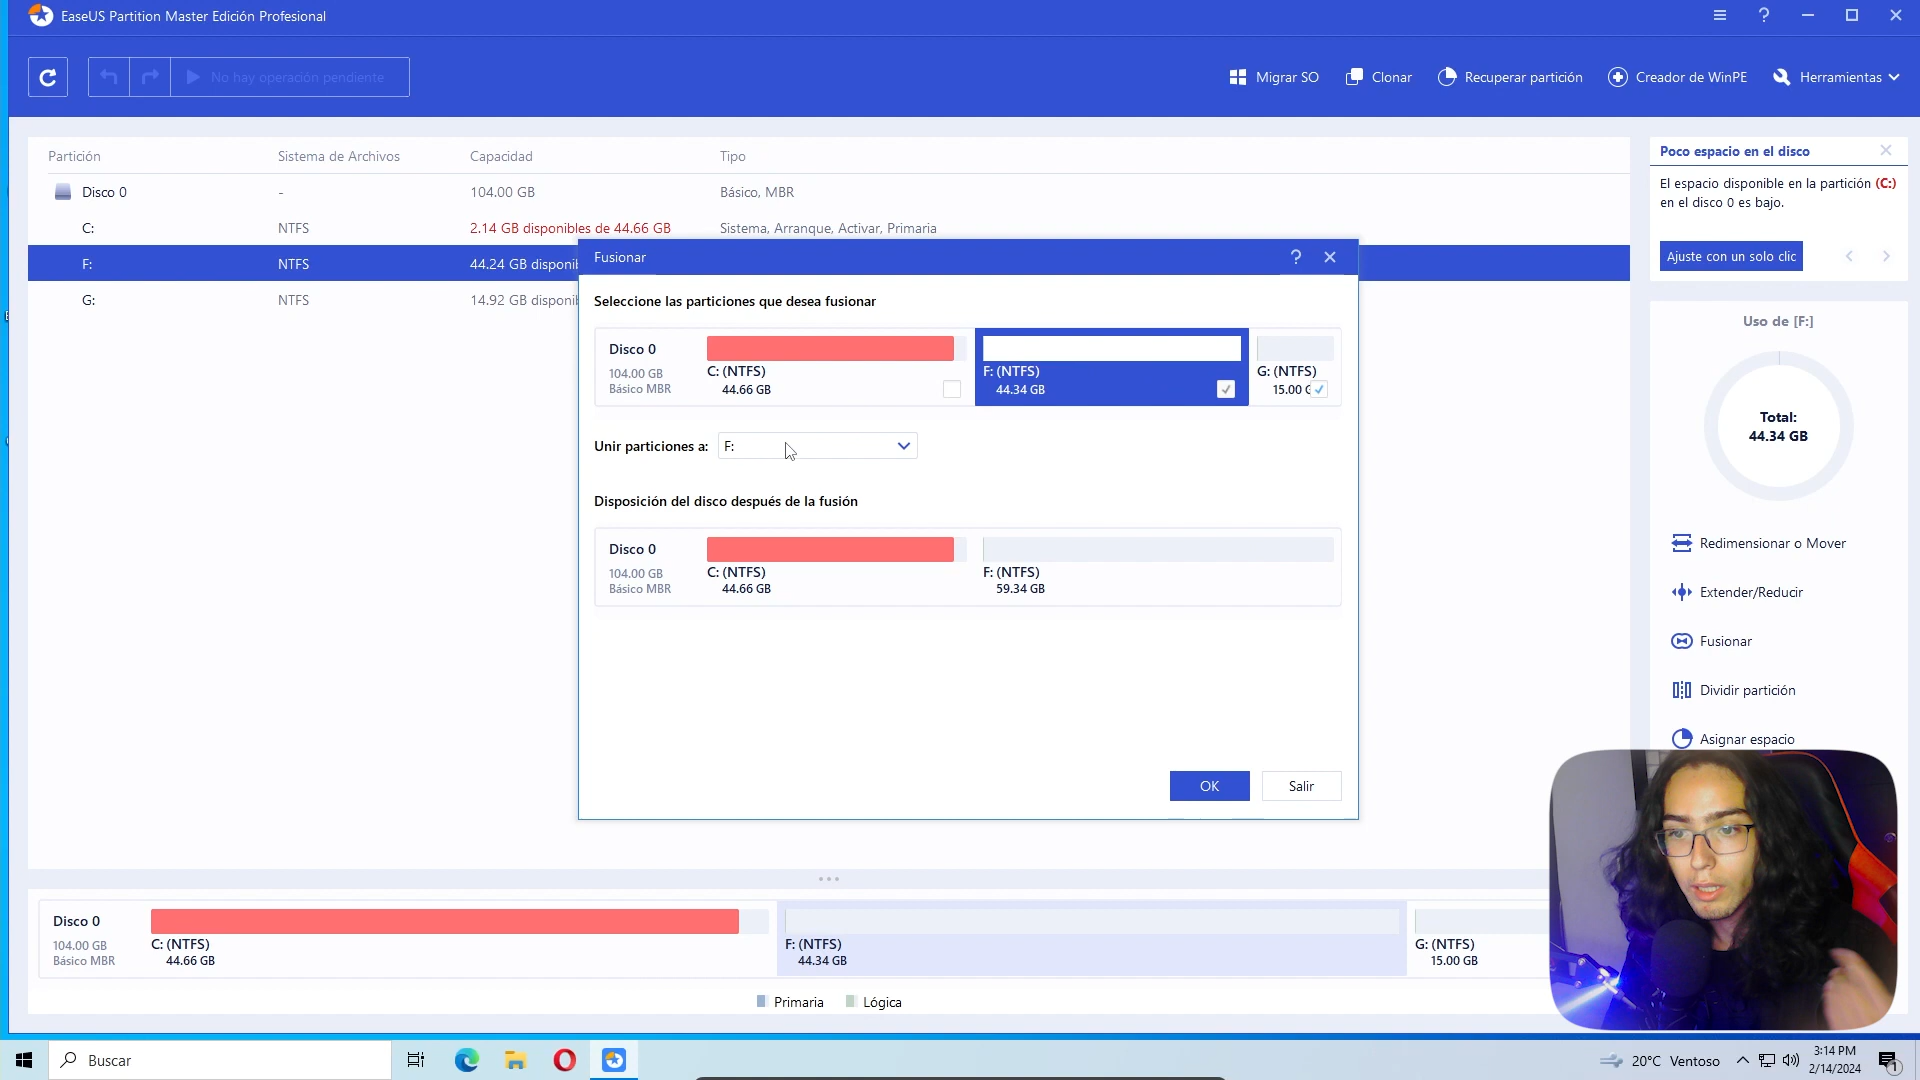 EaseUS Partition Master Edición Profesional
No hay operación pendiente
Migrar SO
Clonar
Recuperar partición
Creador de WinPE
Herramientas
Partición
Sistema de Archivos
Capacidad
Tipo
Disco 0
-
104.00 GB
Básico, MBR
C:
NTFS
2.14 GB disponibles de 44.66 GB
Sistema, Arranque, Activar, Primaria
F:
NTFS
44.24 GB
G:
NTFS
14.92 GB
Poco espacio en el disco
El espacio disponible en la partición (C:)
en el disco 0 es bajo.
Ajuste con un solo clic
Uso de [F:]
Total:
44.34 GB
Redimensionar o Mover
Extender/Reducir
Fusionar
Dividir partición
Asignar espacio
Fusionar
?
Seleccione las particiones que desea fusionar
Disco 0
104.00 GB
Básico MBR
C: (NTFS)
44.66 GB
F: (NTFS)
44.34 GB
G: (NTFS)
15.00
Unir particiones a:
F:
Disposición del disco después de la fusión
Disco 0
104.00 GB
Básico MBR
C: (NTFS)
44.66 GB
F: (NTFS)
59.34 GB
OK
Salir
Disco 0
104.00 GB
Básico MBR
C: (NTFS)
44.66 GB
F: (NTFS)
44.34 GB
G: (NTFS)
15.00 GB
Primaria
Lógica
Buscar
20°C Ventoso
3:14 PM
2/14/2024
1